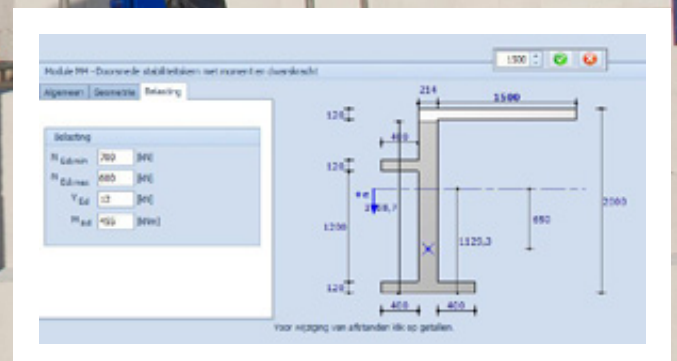 1500
Module MH - Doorsnede stabiliteitskern met moment en dwarskracht
Algemeen Geometrie Belasting
Belasting
N Ed;min 700 [kN]
N Ed;max 600 [kN]
V Ed 12 [kN]
M Ed [kNm]
214
1500
120
400
120
+e
2000
650
1200
1125,3
120
400 400
Voor wijziging van afstanden klik op getallen.